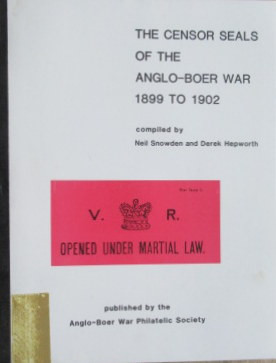 THE CENSOR SEALS
OF THE
ANGLO-BOER WAR
1899 TO 1902
compiled by
Neil Snowden and Derek Hepworth
V. R.
OPENED UNDER MARTIAL LAW.
published by the
Anglo-Boer War Philatelic Society